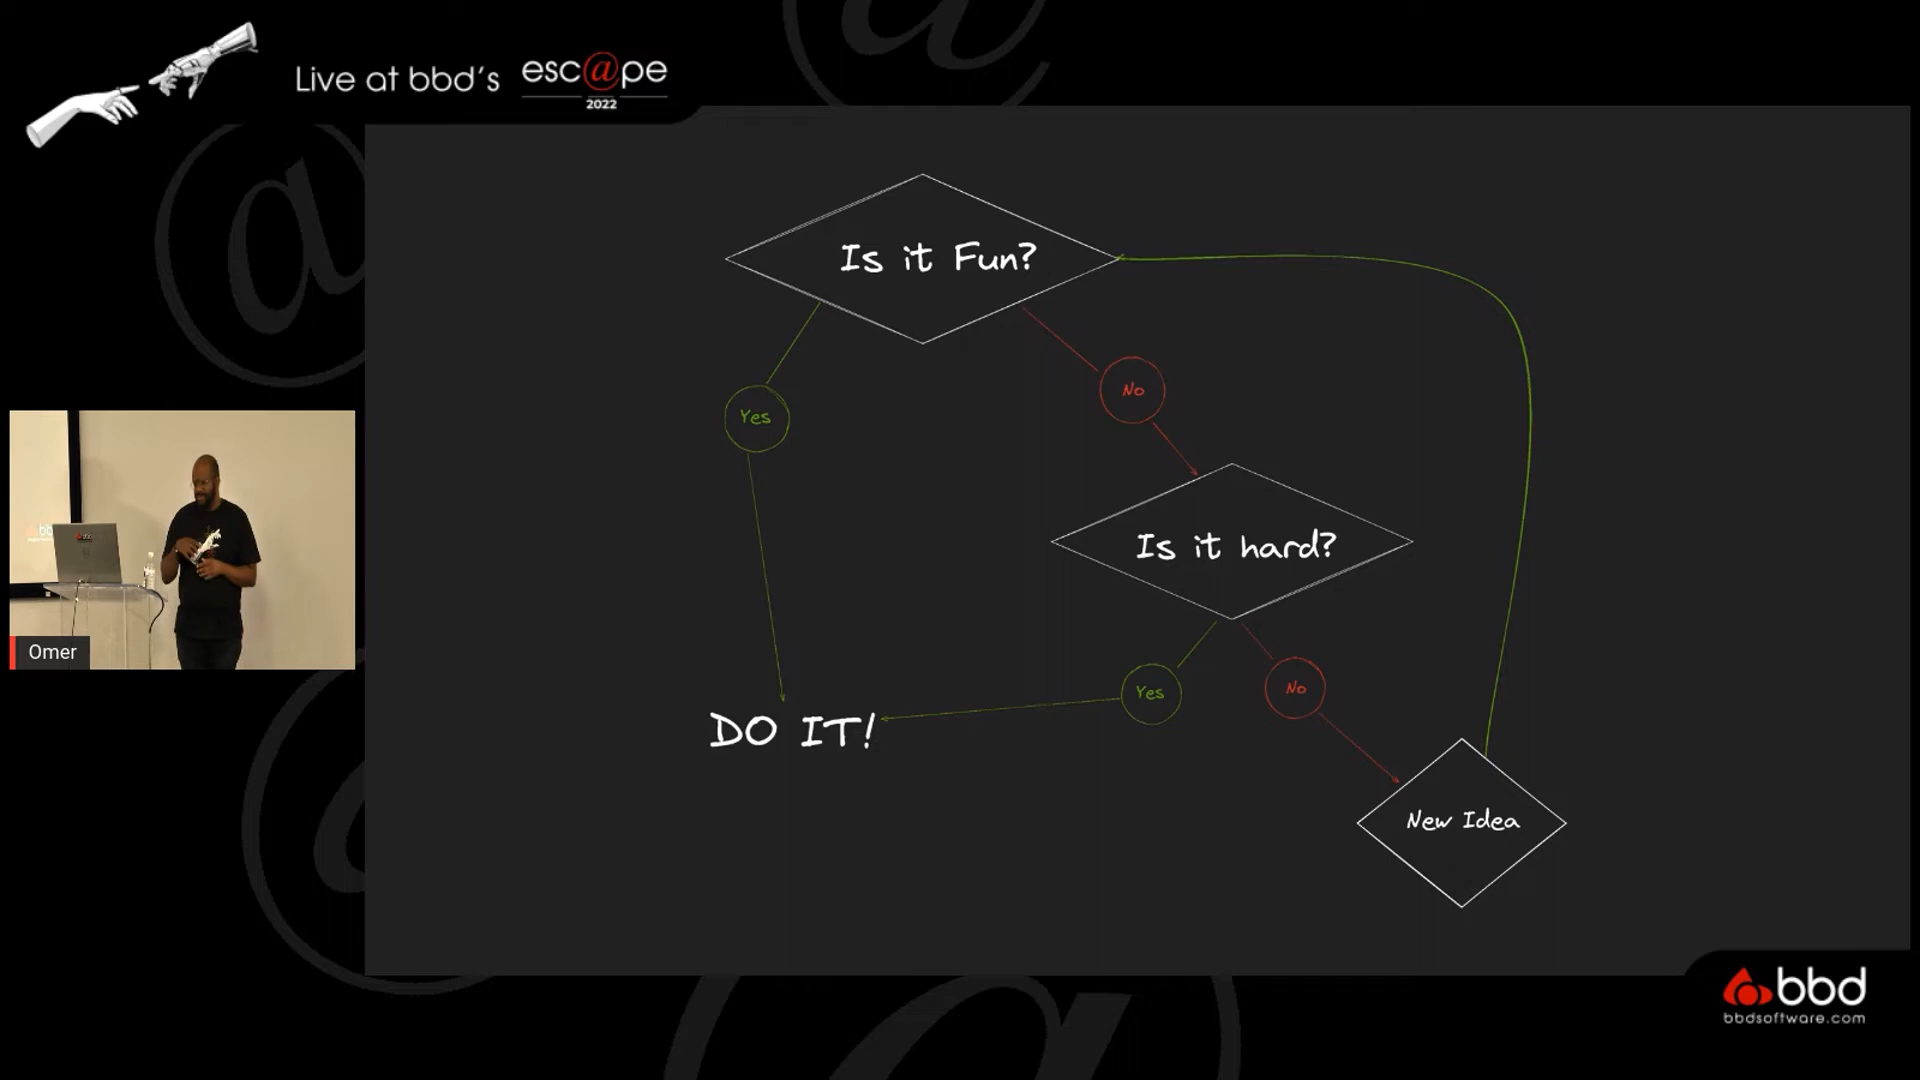 Live at bbd's
esc@pe
2022
Is it Fun?
Yes
No
Is it hard?
Yes
No
DO IT!
New Idea
Omer
bbd
bbdsoftware.com